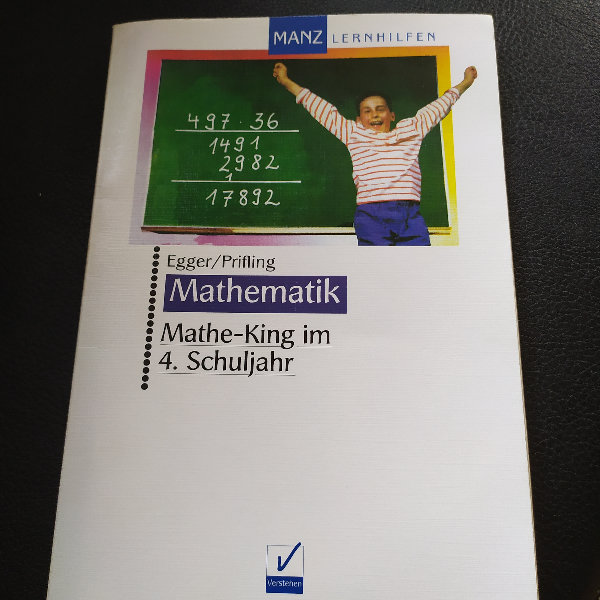 MANZ LERNHILFEN
497 · 36
1491
2982
1
17892
Egger/Prifling
Mathematik
Mathe-King im
4. Schuljahr
Verstehen